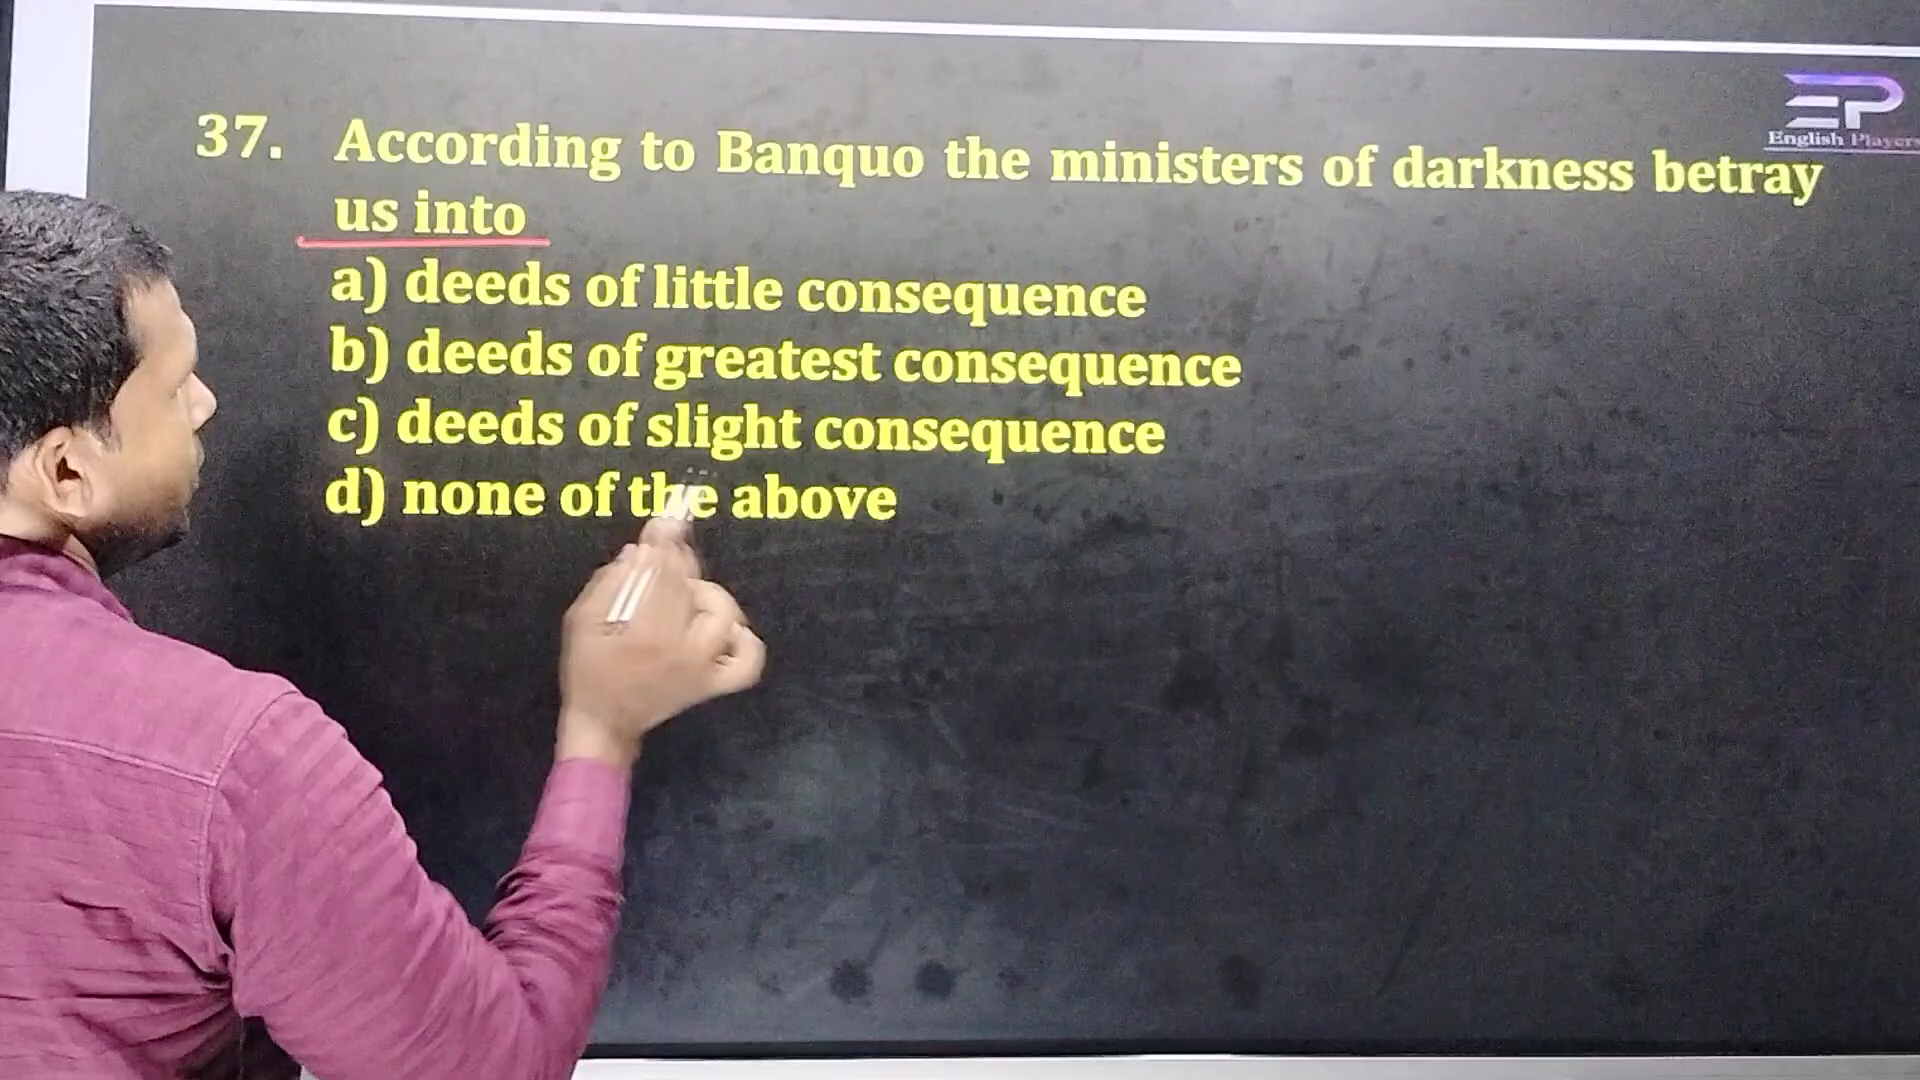 EP
English Players
37. According to Banquo the ministers of darkness betray
us into
a) deeds of little consequence
b) deeds of greatest consequence
c) deeds of slight consequence
d) none of the above